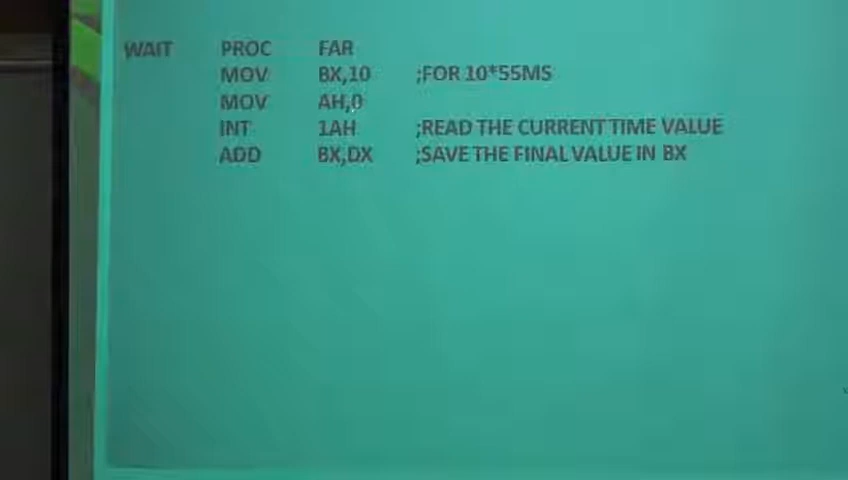 WAIT PROC FAR
MOV BX,10 ;FOR 10*55MS
MOV AH,0
INT 1AH ;READ THE CURRENT TIME VALUE
ADD BX,DX ;SAVE THE FINAL VALUE IN BX